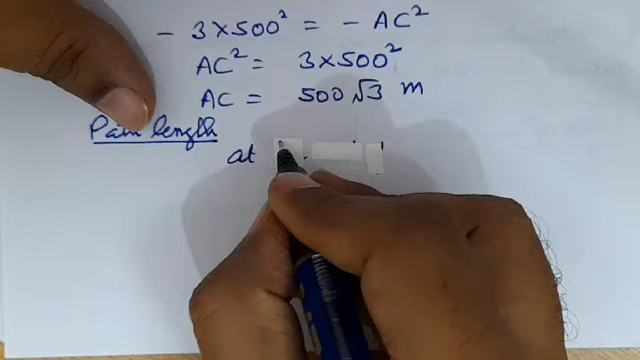 - 3×500² = - AC²
AC² = 3×500²
AC = 500√3 m
Path length
at